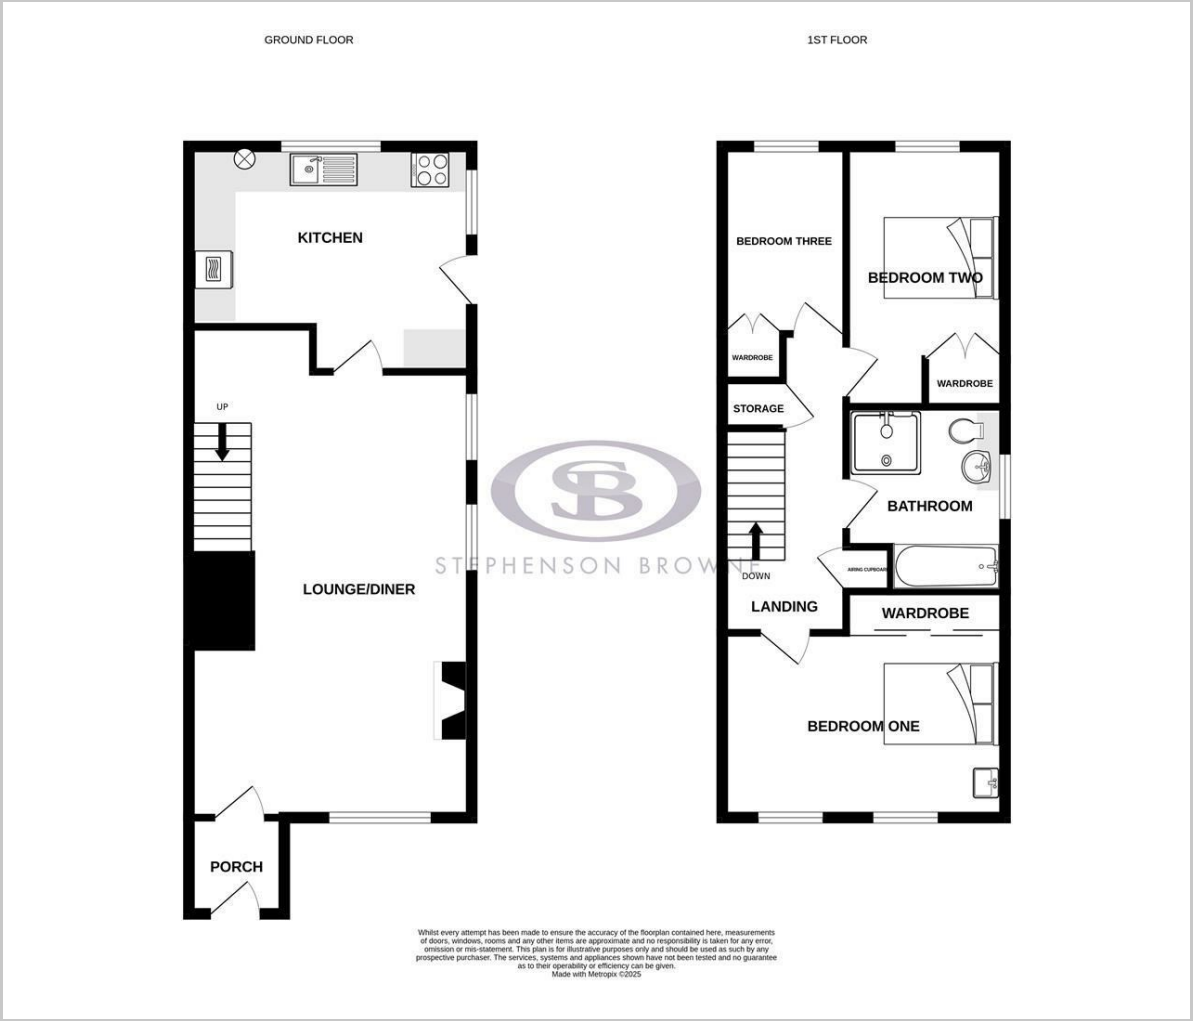 GROUND FLOOR
1ST FLOOR
KITCHEN
UP
LOUNGE/DINER
PORCH
BEDROOM THREE
BEDROOM TWO
WARDROBE
WARDROBE
STORAGE
BATHROOM
AIRING CUPBOARD
DOWN
LANDING
WARDROBE
BEDROOM ONE
SB
STEPHENSON BROWNE
Whilst every attempt has been made to ensure the accuracy of the floorplan contained here, measurements
of doors, windows, rooms and any other items are approximate and no responsibility is taken for any error,
omission or mis-statement. This plan is for illustrative purposes only and should be used as such by any
prospective purchaser. The services, systems and appliances shown have not been tested and no guarantee
as to their operability or efficiency can be given.
Made with Metropix ©2025